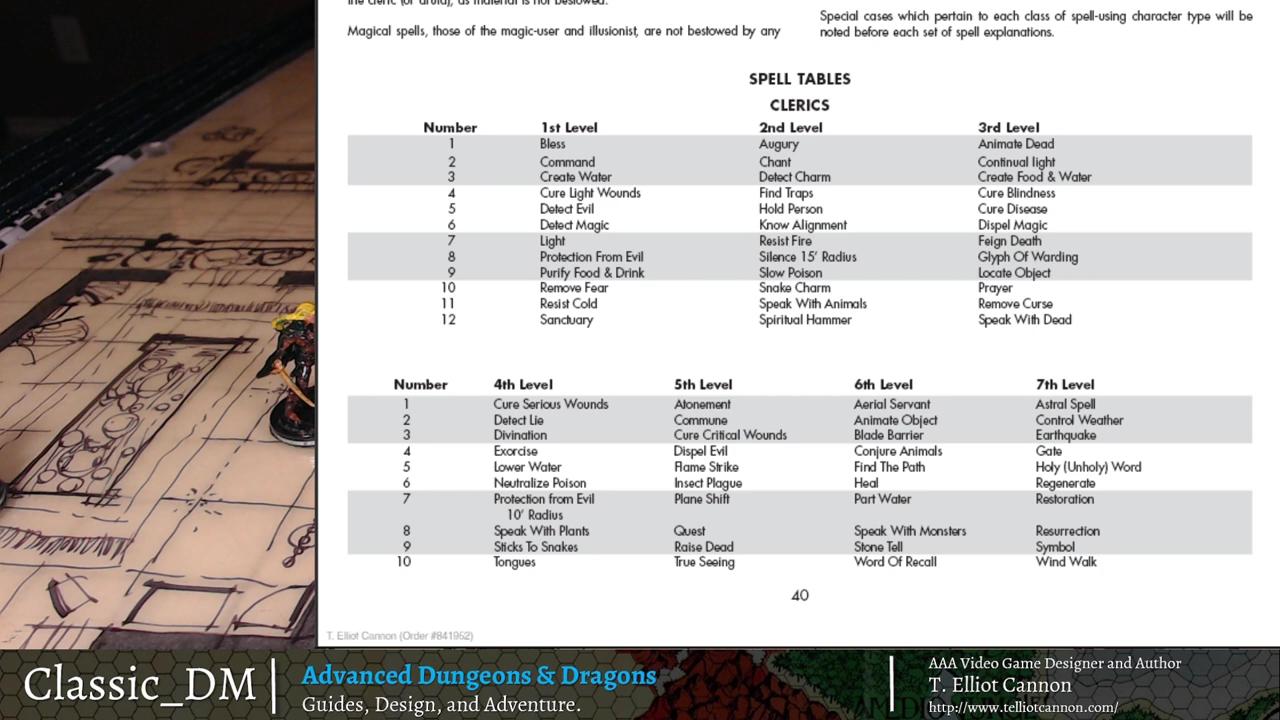 the cleric (or druid), as material is not bestowed.
Magical spells, those of the magic-user and illusionist, are not bestowed by any
Special cases which pertain to each class of spell-using character type will be
noted before each set of spell explanations.
SPELL TABLES
CLERICS
Number 1st Level 2nd Level 3rd Level
1 Bless Augury Animate Dead
2 Command Chant Continual light
3 Create Water Detect Charm Create Food & Water
4 Cure Light Wounds Find Traps Cure Blindness
5 Detect Evil Hold Person Cure Disease
6 Detect Magic Know Alignment Dispel Magic
7 Light Resist Fire Feign Death
8 Protection From Evil Silence 15’ Radius Glyph Of Warding
9 Purify Food & Drink Slow Poison Locate Object
10 Remove Fear Snake Charm Prayer
11 Resist Cold Speak With Animals Remove Curse
12 Sanctuary Spiritual Hammer Speak With Dead
Number 4th Level 5th Level 6th Level 7th Level
1 Cure Serious Wounds Atonement Aerial Servant Astral Spell
2 Detect Lie Commune Animate Object Control Weather
3 Divination Cure Critical Wounds Blade Barrier Earthquake
4 Exorcise Dispel Evil Conjure Animals Gate
5 Lower Water Flame Strike Find The Path Holy (Unholy) Word
6 Neutralize Poison Insect Plague Heal Regenerate
7 Protection from Evil Plane Shift Part Water Restoration
10’ Radius
8 Speak With Plants Quest Speak With Monsters Resurrection
9 Sticks To Snakes Raise Dead Stone Tell Symbol
10 Tongues True Seeing Word Of Recall Wind Walk
40
T. Elliot Cannon (Order #841952)
Classic_DM
Advanced Dungeons & Dragons
Guides, Design, and Adventure.
AAA Video Game Designer and Author
T. Elliot Cannon
http://www.telliotcannon.com/